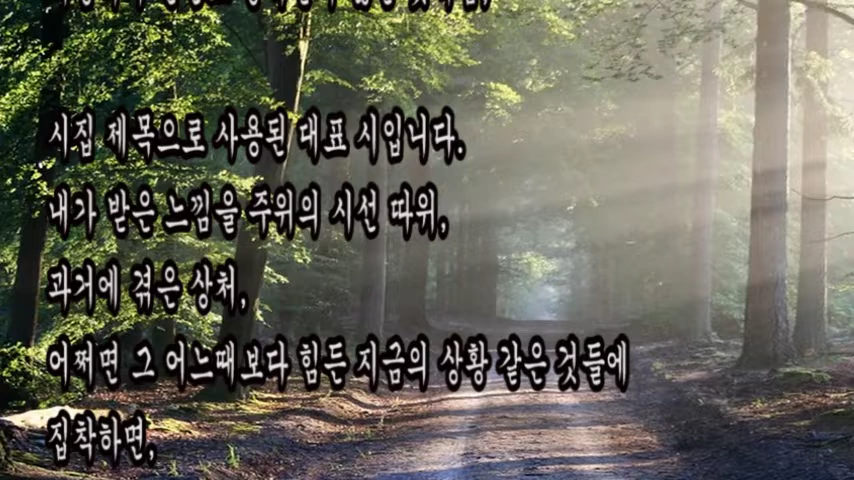 시집 제목으로 사용된 대표 시입니다.
내가 받은 느낌을 주위의 시선 따위,
과거에 겪은 상처,
어쩌면 그 어느때보다 힘든 지금의 상황 같은 것들에
집착하면,